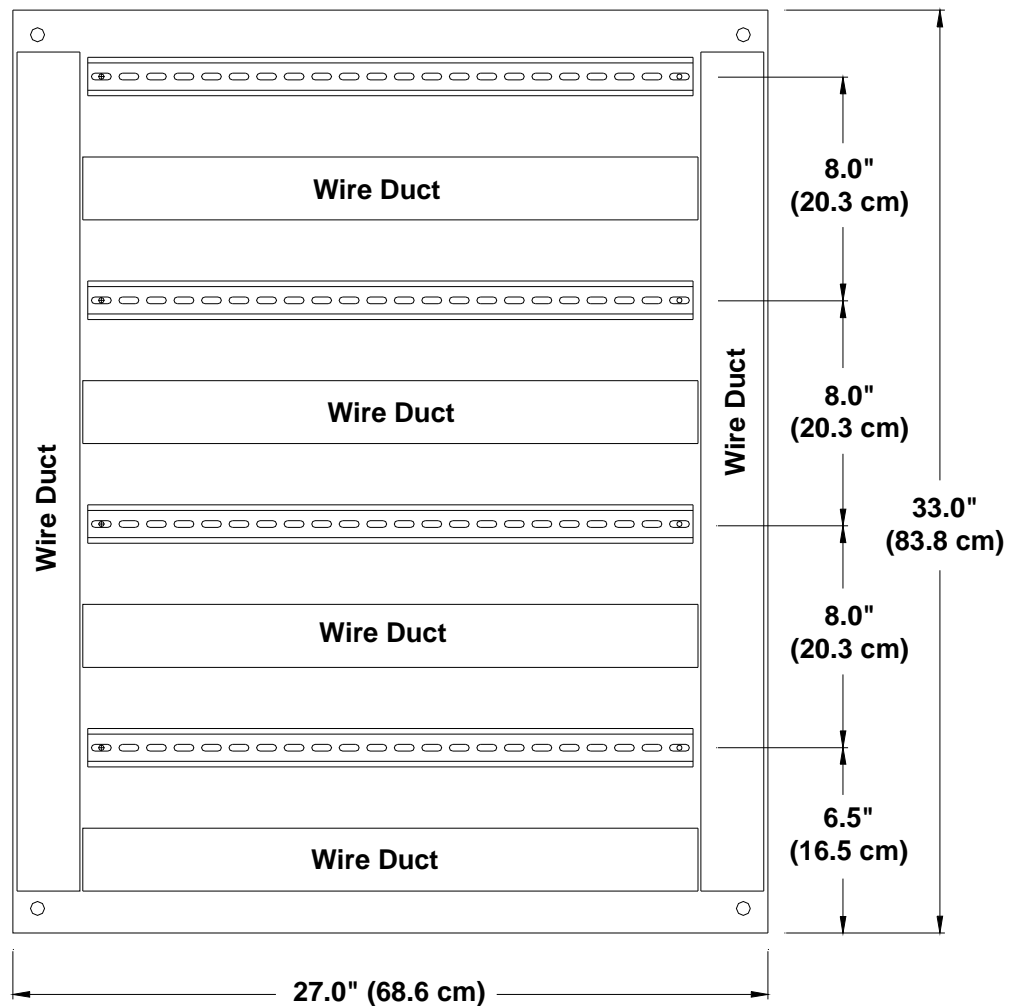 Wire Duct
8.0"
(20.3 cm)
Wire Duct
8.0"
(20.3 cm)
Wire Duct
Wire Duct
33.0"
(83.8 cm)
Wire Duct
8.0"
(20.3 cm)
Wire Duct
6.5"
(16.5 cm)
27.0" (68.6 cm)